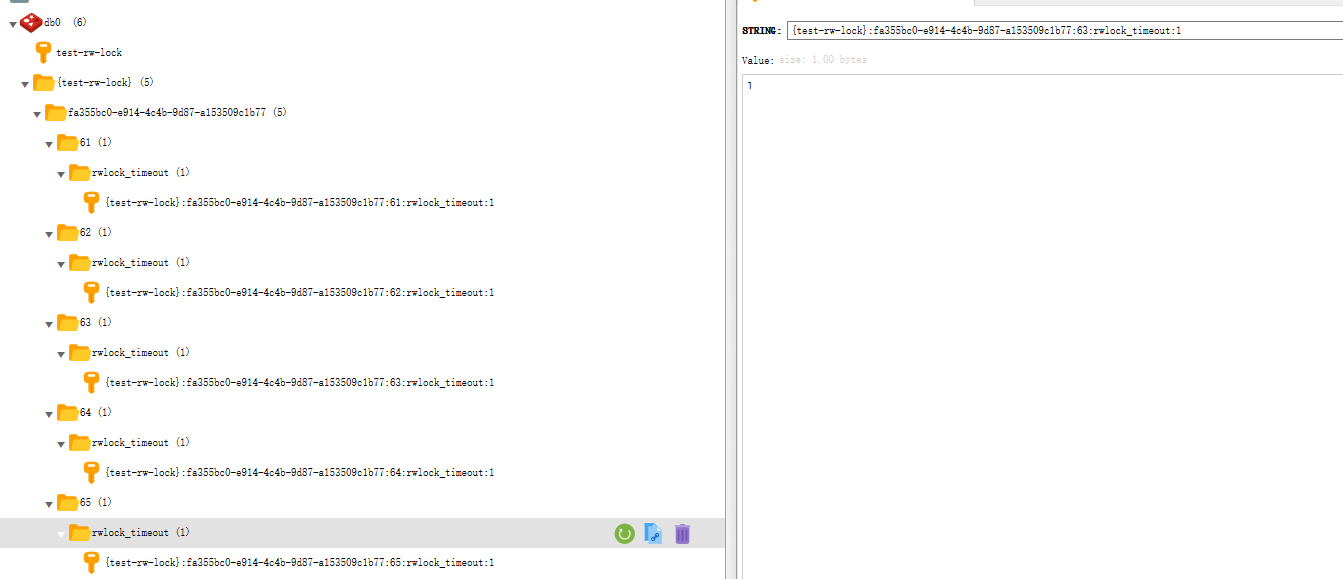 db0 (6)
test-rw-lock
{test-rw-lock} (5)
fa355bc0-e914-4c4b-9d87-a153509c1b77 (5)
61 (1)
rwlock_timeout (1)
{test-rw-lock}:fa355bc0-e914-4c4b-9d87-a153509c1b77:61:rwlock_timeout:1
62 (1)
rwlock_timeout (1)
{test-rw-lock}:fa355bc0-e914-4c4b-9d87-a153509c1b77:62:rwlock_timeout:1
63 (1)
rwlock_timeout (1)
{test-rw-lock}:fa355bc0-e914-4c4b-9d87-a153509c1b77:63:rwlock_timeout:1
64 (1)
rwlock_timeout (1)
{test-rw-lock}:fa355bc0-e914-4c4b-9d87-a153509c1b77:64:rwlock_timeout:1
65 (1)
rwlock_timeout (1)
{test-rw-lock}:fa355bc0-e914-4c4b-9d87-a153509c1b77:65:rwlock_timeout:1
STRING: {test-rw-lock}:fa355bc0-e914-4c4b-9d87-a153509c1b77:63:rwlock_timeout:1
Value: size: 1.00 bytes
1